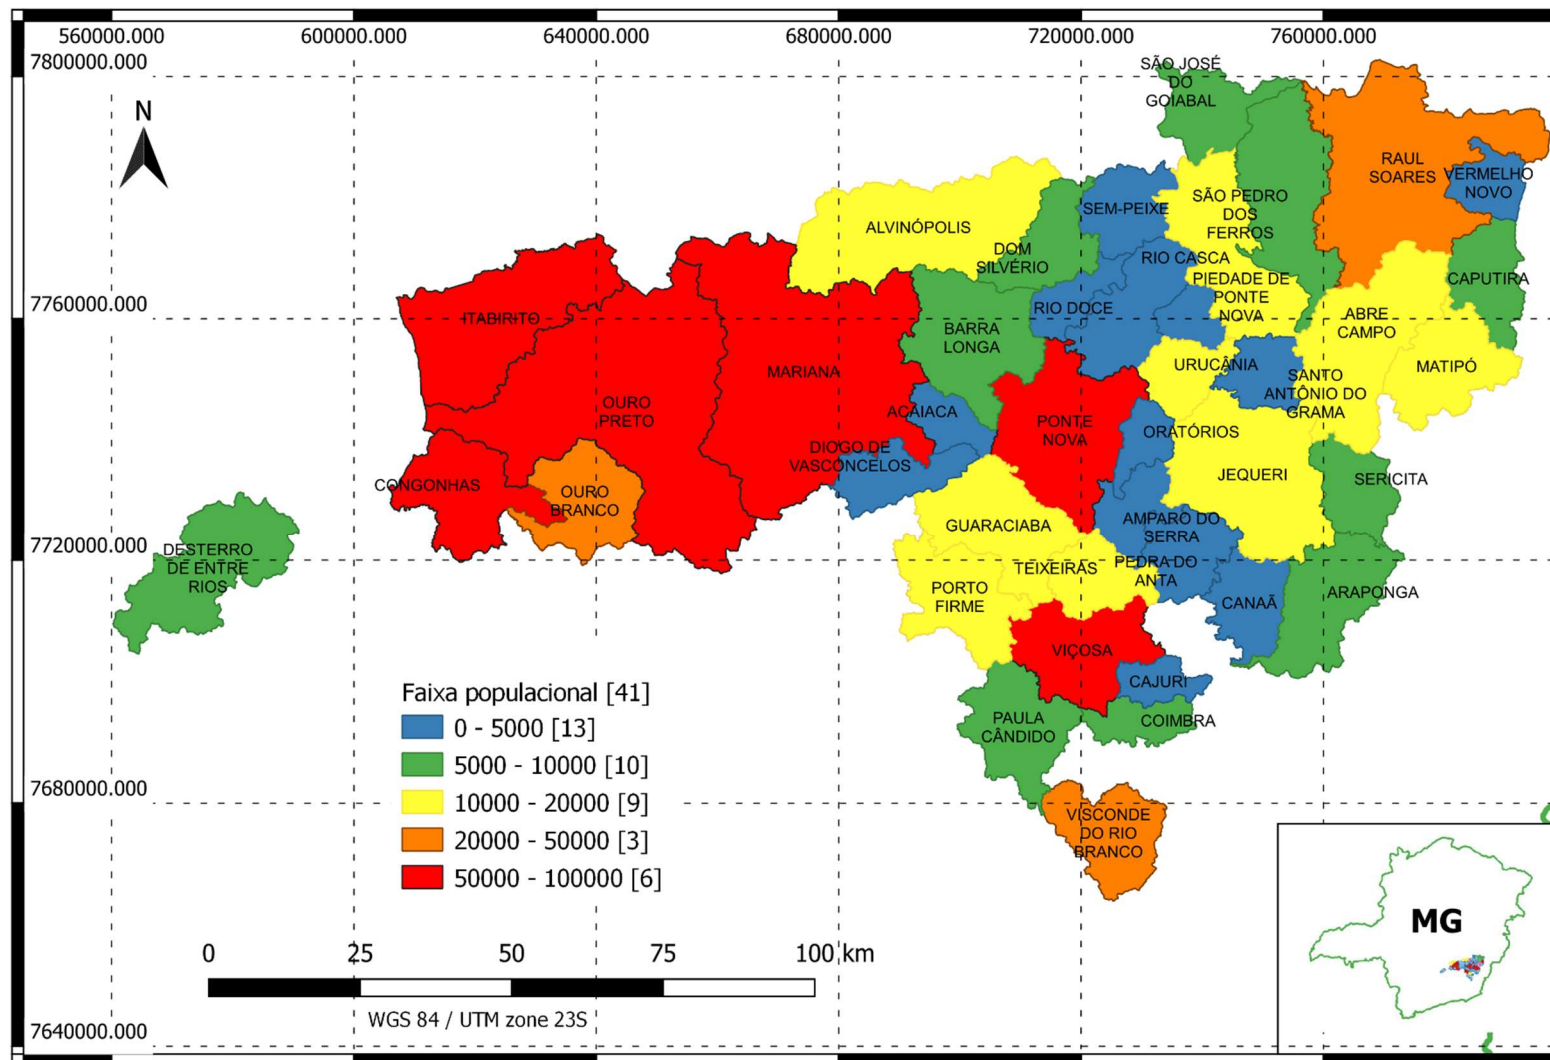 560000.000
600000.000
640000.000
680000.000
720000.000
760000.000
7800000.000
7760000.000
7720000.000
7680000.000
7640000.000
N
SÃO JOSÉ
DO
GOIABAL
RAUL
SOARES
VERMELHO
NOVO
SEM-PEIXE
SÃO PEDRO
DOS
FERROS
ALVINÓPOLIS
DOM
SILVÉRIO
RIO CASCA
PIEDADE DE
PONTE
NOVA
CAPUTIRA
RIO DOCE
ITABIRITO
BARRA
LONGA
ABRE
CAMPO
MARIANA
URUCÂNIA
MATIPÓ
SANTO
ANTÔNIO DO
GRAMA
OURO
PRETO
ACAIACA
PONTE
NOVA
ORATÓRIOS
DIOGO DE
VASCONCELOS
JEQUERI
SERICITA
CONGONHAS
OURO
BRANCO
GUARACIABA
AMPARO DO
SERRA
DESTERRO
DE ENTRE
RIOS
TEIXEIRAS
PEDRA DO
ANTA
PORTO
FIRME
CANAÃ
ARAPONGA
VIÇOSA
CAJURI
PAULA
CÂNDIDO
COIMBRA
VISCONDE
DO RIO
BRANCO
Faixa populacional [41]
0 - 5000 [13]
5000 - 10000 [10]
10000 - 20000 [9]
20000 - 50000 [3]
50000 - 100000 [6]
0 25 50 75 100 km
WGS 84 / UTM zone 23S
MG